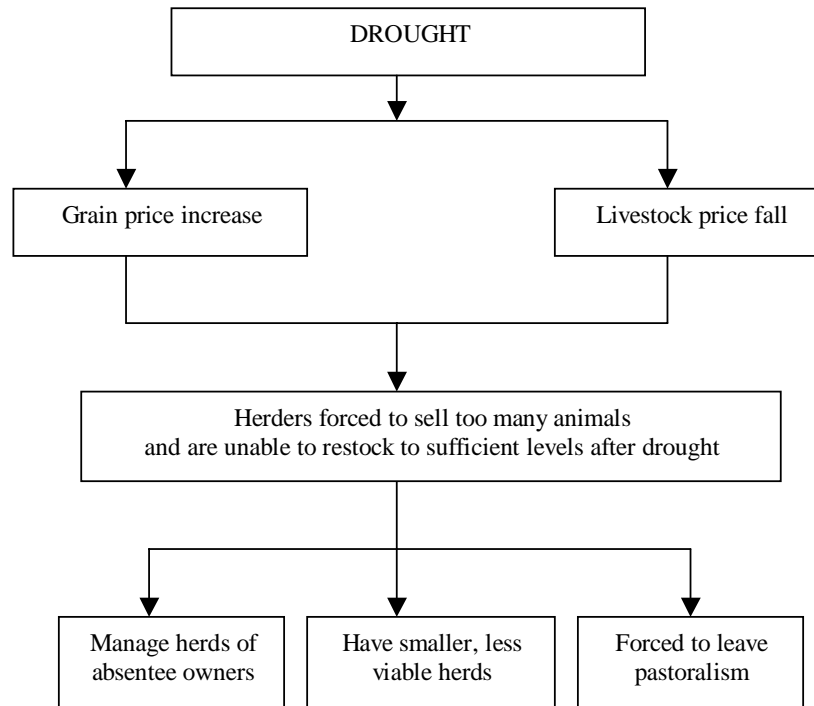 DROUGHT
Grain price increase
Livestock price fall
Herders forced to sell too many animals
and are unable to restock to sufficient levels after drought
Manage herds of
absentee owners
Have smaller, less
viable herds
Forced to leave
pastoralism